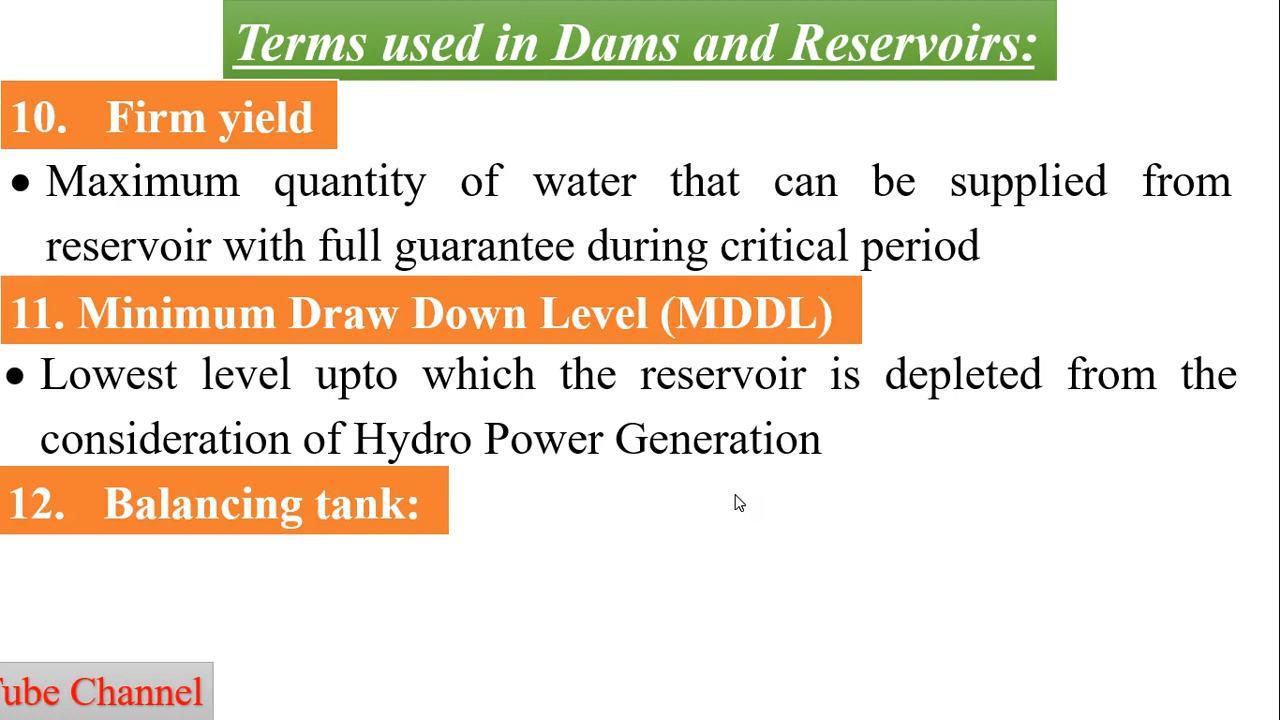 Terms used in Dams and Reservoirs:
10. Firm yield
• Maximum quantity of water that can be supplied from
reservoir with full guarantee during critical period
11. Minimum Draw Down Level (MDDL)
• Lowest level upto which the reservoir is depleted from the
consideration of Hydro Power Generation
12. Balancing tank:
Tube Channel